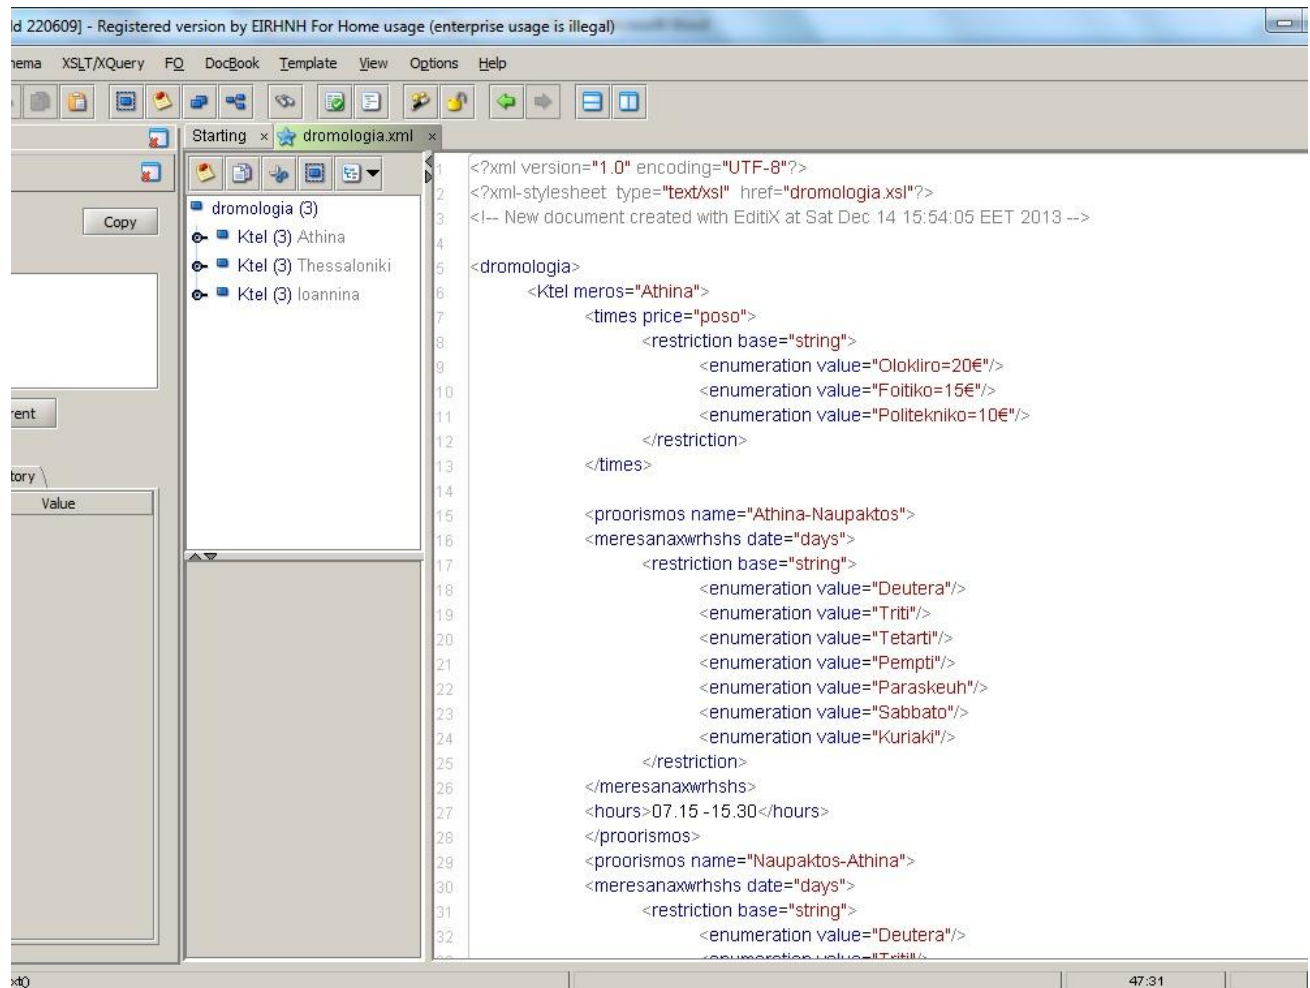 ld 220609] - Registered version by EIRHNH For Home usage (enterprise usage is illegal)
hema XSLT/XQuery FO DocBook Template View Options Help
Starting × dromologia.xml ×
Copy
rent
tory
Value
dromologia (3)
Ktel (3) Athina
Ktel (3) Thessaloniki
Ktel (3) Ioannina
1 <?xml version="1.0" encoding="UTF-8"?>
2 <?xml-stylesheet type="text/xsl" href="dromologia.xsl"?>
3 <!-- New document created with EditiX at Sat Dec 14 15:54:05 EET 2013 -->
4
5 <dromologia>
6 <Ktel meros="Athina">
7 <times price="poso">
8 <restriction base="string">
9 <enumeration value="Olokliro=20€"/>
10 <enumeration value="Foitiko=15€"/>
11 <enumeration value="Politekniko=10€"/>
12 </restriction>
13 </times>
14
15 <proorismos name="Athina-Naupaktos">
16 <meresanaxwrhshs date="days">
17 <restriction base="string">
18 <enumeration value="Deutera"/>
19 <enumeration value="Triti"/>
20 <enumeration value="Tetarti"/>
21 <enumeration value="Pempti"/>
22 <enumeration value="Paraskeuh"/>
23 <enumeration value="Sabbato"/>
24 <enumeration value="Kuriaki"/>
25 </restriction>
26 </meresanaxwrhshs>
27 <hours>07.15 -15.30</hours>
28 </proorismos>
29 <proorismos name="Naupaktos-Athina">
30 <meresanaxwrhshs date="days">
31 <restriction base="string">
32 <enumeration value="Deutera"/>
<enumeration value="Triti"/>
xt()
47:31